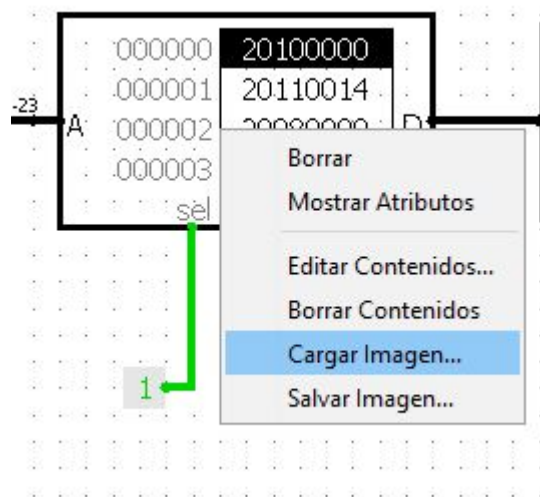 000000 20100000
000001 20110014
-23
A 000002 20080000 D
000003
sel
Borrar
Mostrar Atributos
Editar Contenidos...
Borrar Contenidos
Cargar Imagen...
Salvar Imagen...
1